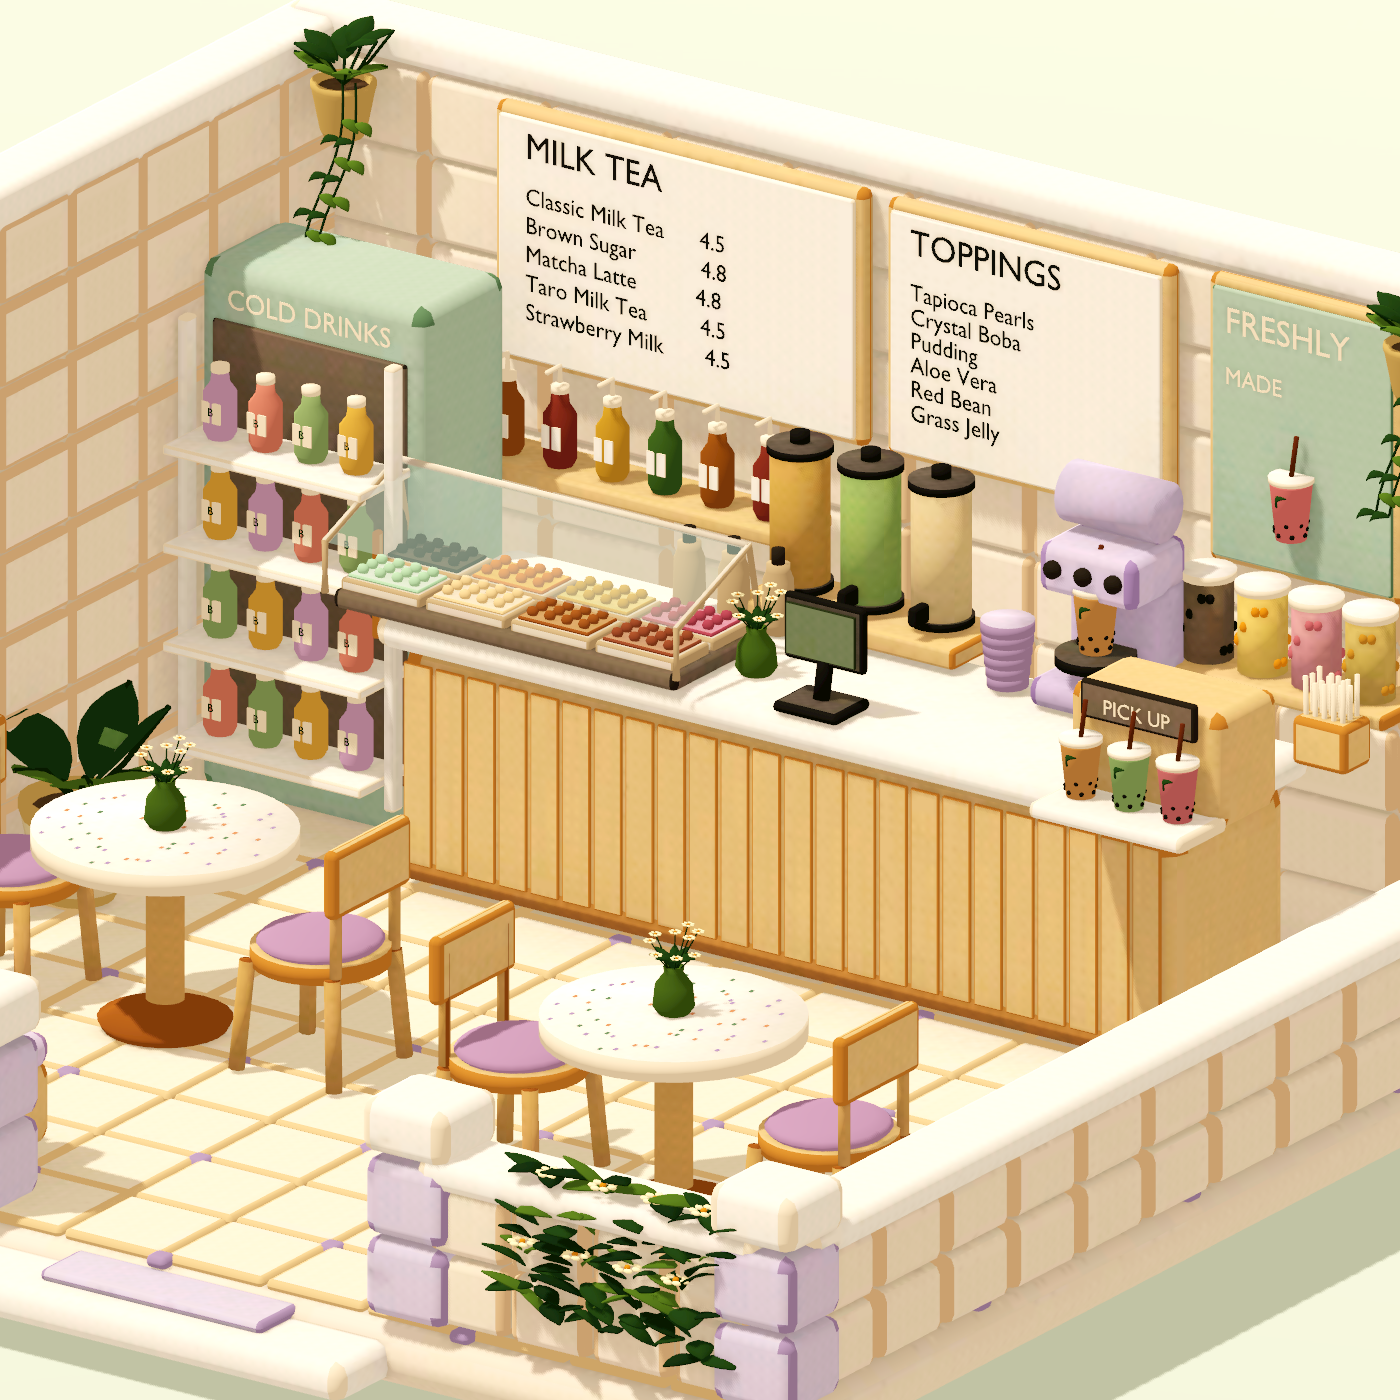 MILK TEA
Classic Milk Tea 4.5
Brown Sugar 4.8
Matcha Latte 4.8
Taro Milk Tea 4.5
Strawberry Milk 4.5
TOPPINGS
Tapioca Pearls
Crystal Boba
Pudding
Aloe Vera
Red Bean
Grass Jelly
FRESHLY
MADE
COLD DRINKS
B B B B
B B B B
B B B B
B B B B
PICK UP